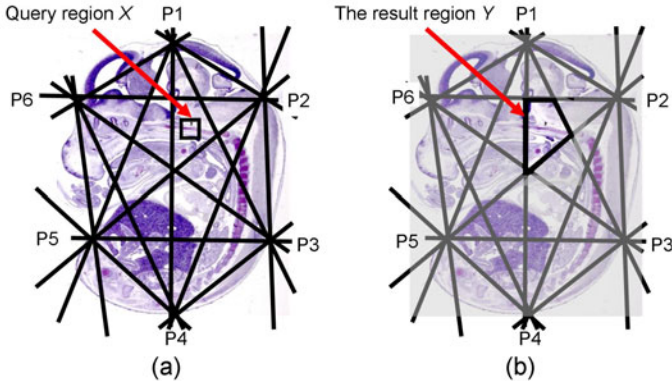 Query region X
P1
P6
P2
P5
P3
P4
(a)
The result region Y
P1
P6
P2
P5
P3
P4
(b)